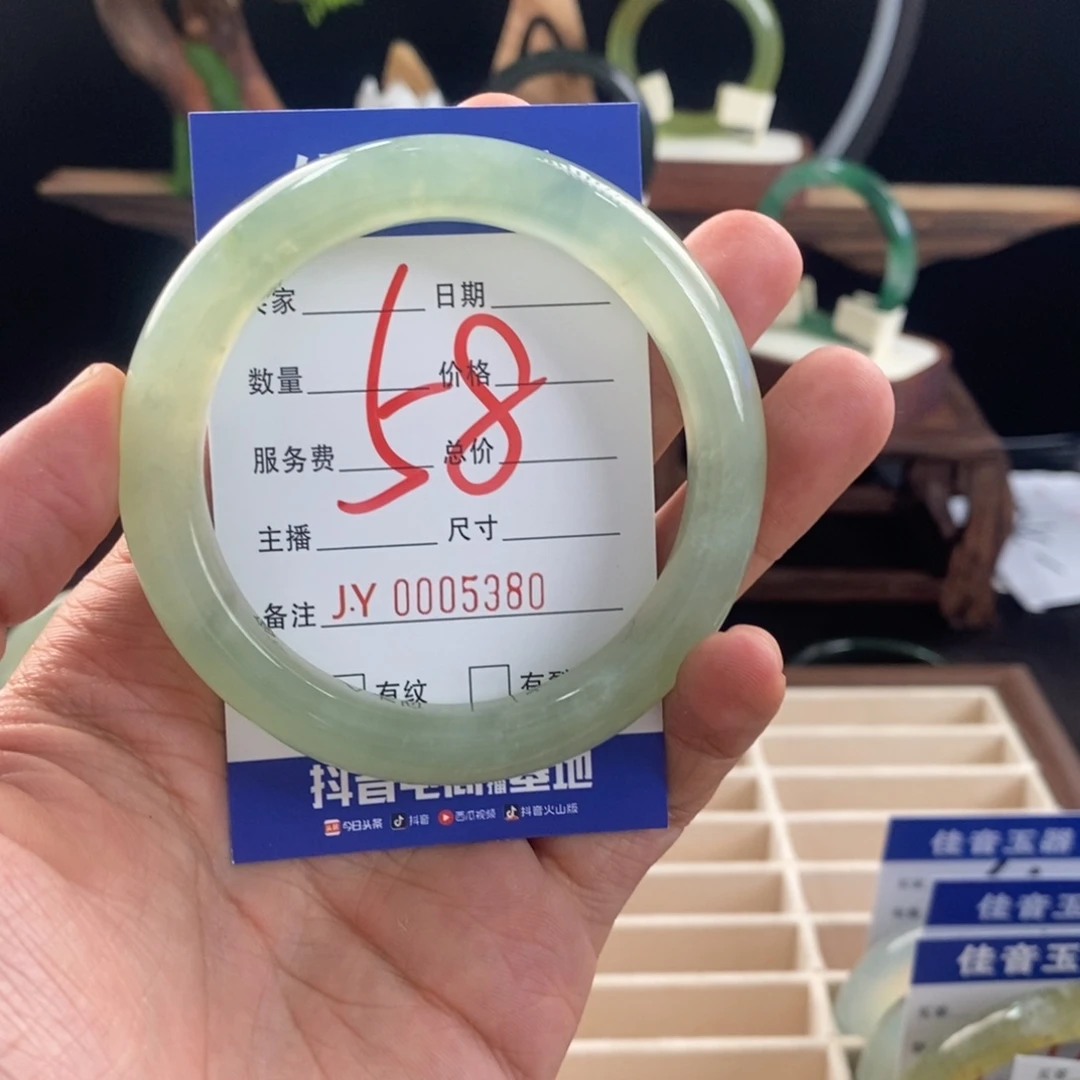 家 日期
58
数量 价格
服务费 总价
主播 尺寸
备注 J·Y 0005380
有纹 有
抖音电商直播基地
今日头条 抖音 西瓜视频 抖音火山版
佳音玉器
佳音玉
佳音玉